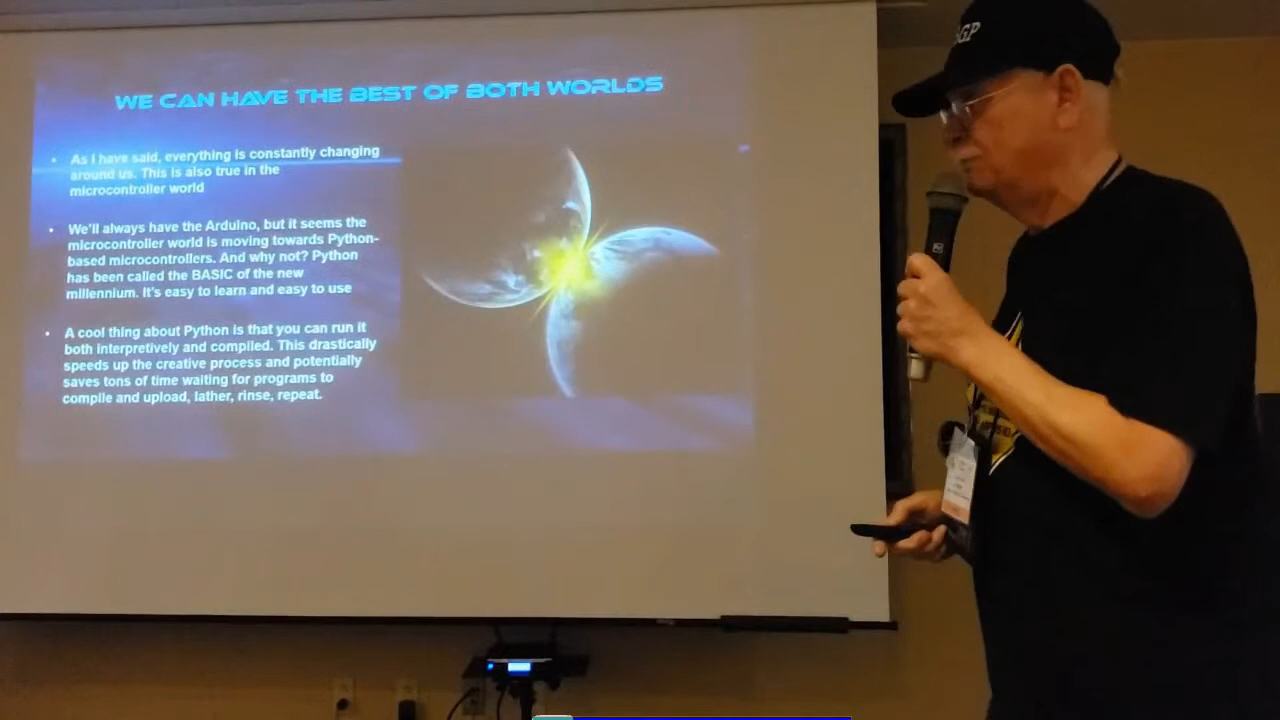 WE CAN HAVE THE BEST OF BOTH WORLDS
• As I have said, everything is constantly changing
around us. This is also true in the
microcontroller world
• We'll always have the Arduino, but it seems the
microcontroller world is moving towards Python-
based microcontrollers. And why not? Python
has been called the BASIC of the new
millennium. It's easy to learn and easy to use
• A cool thing about Python is that you can run it
both interpretively and compiled. This drastically
speeds up the creative process and potentially
saves tons of time waiting for programs to
compile and upload, lather, rinse, repeat.